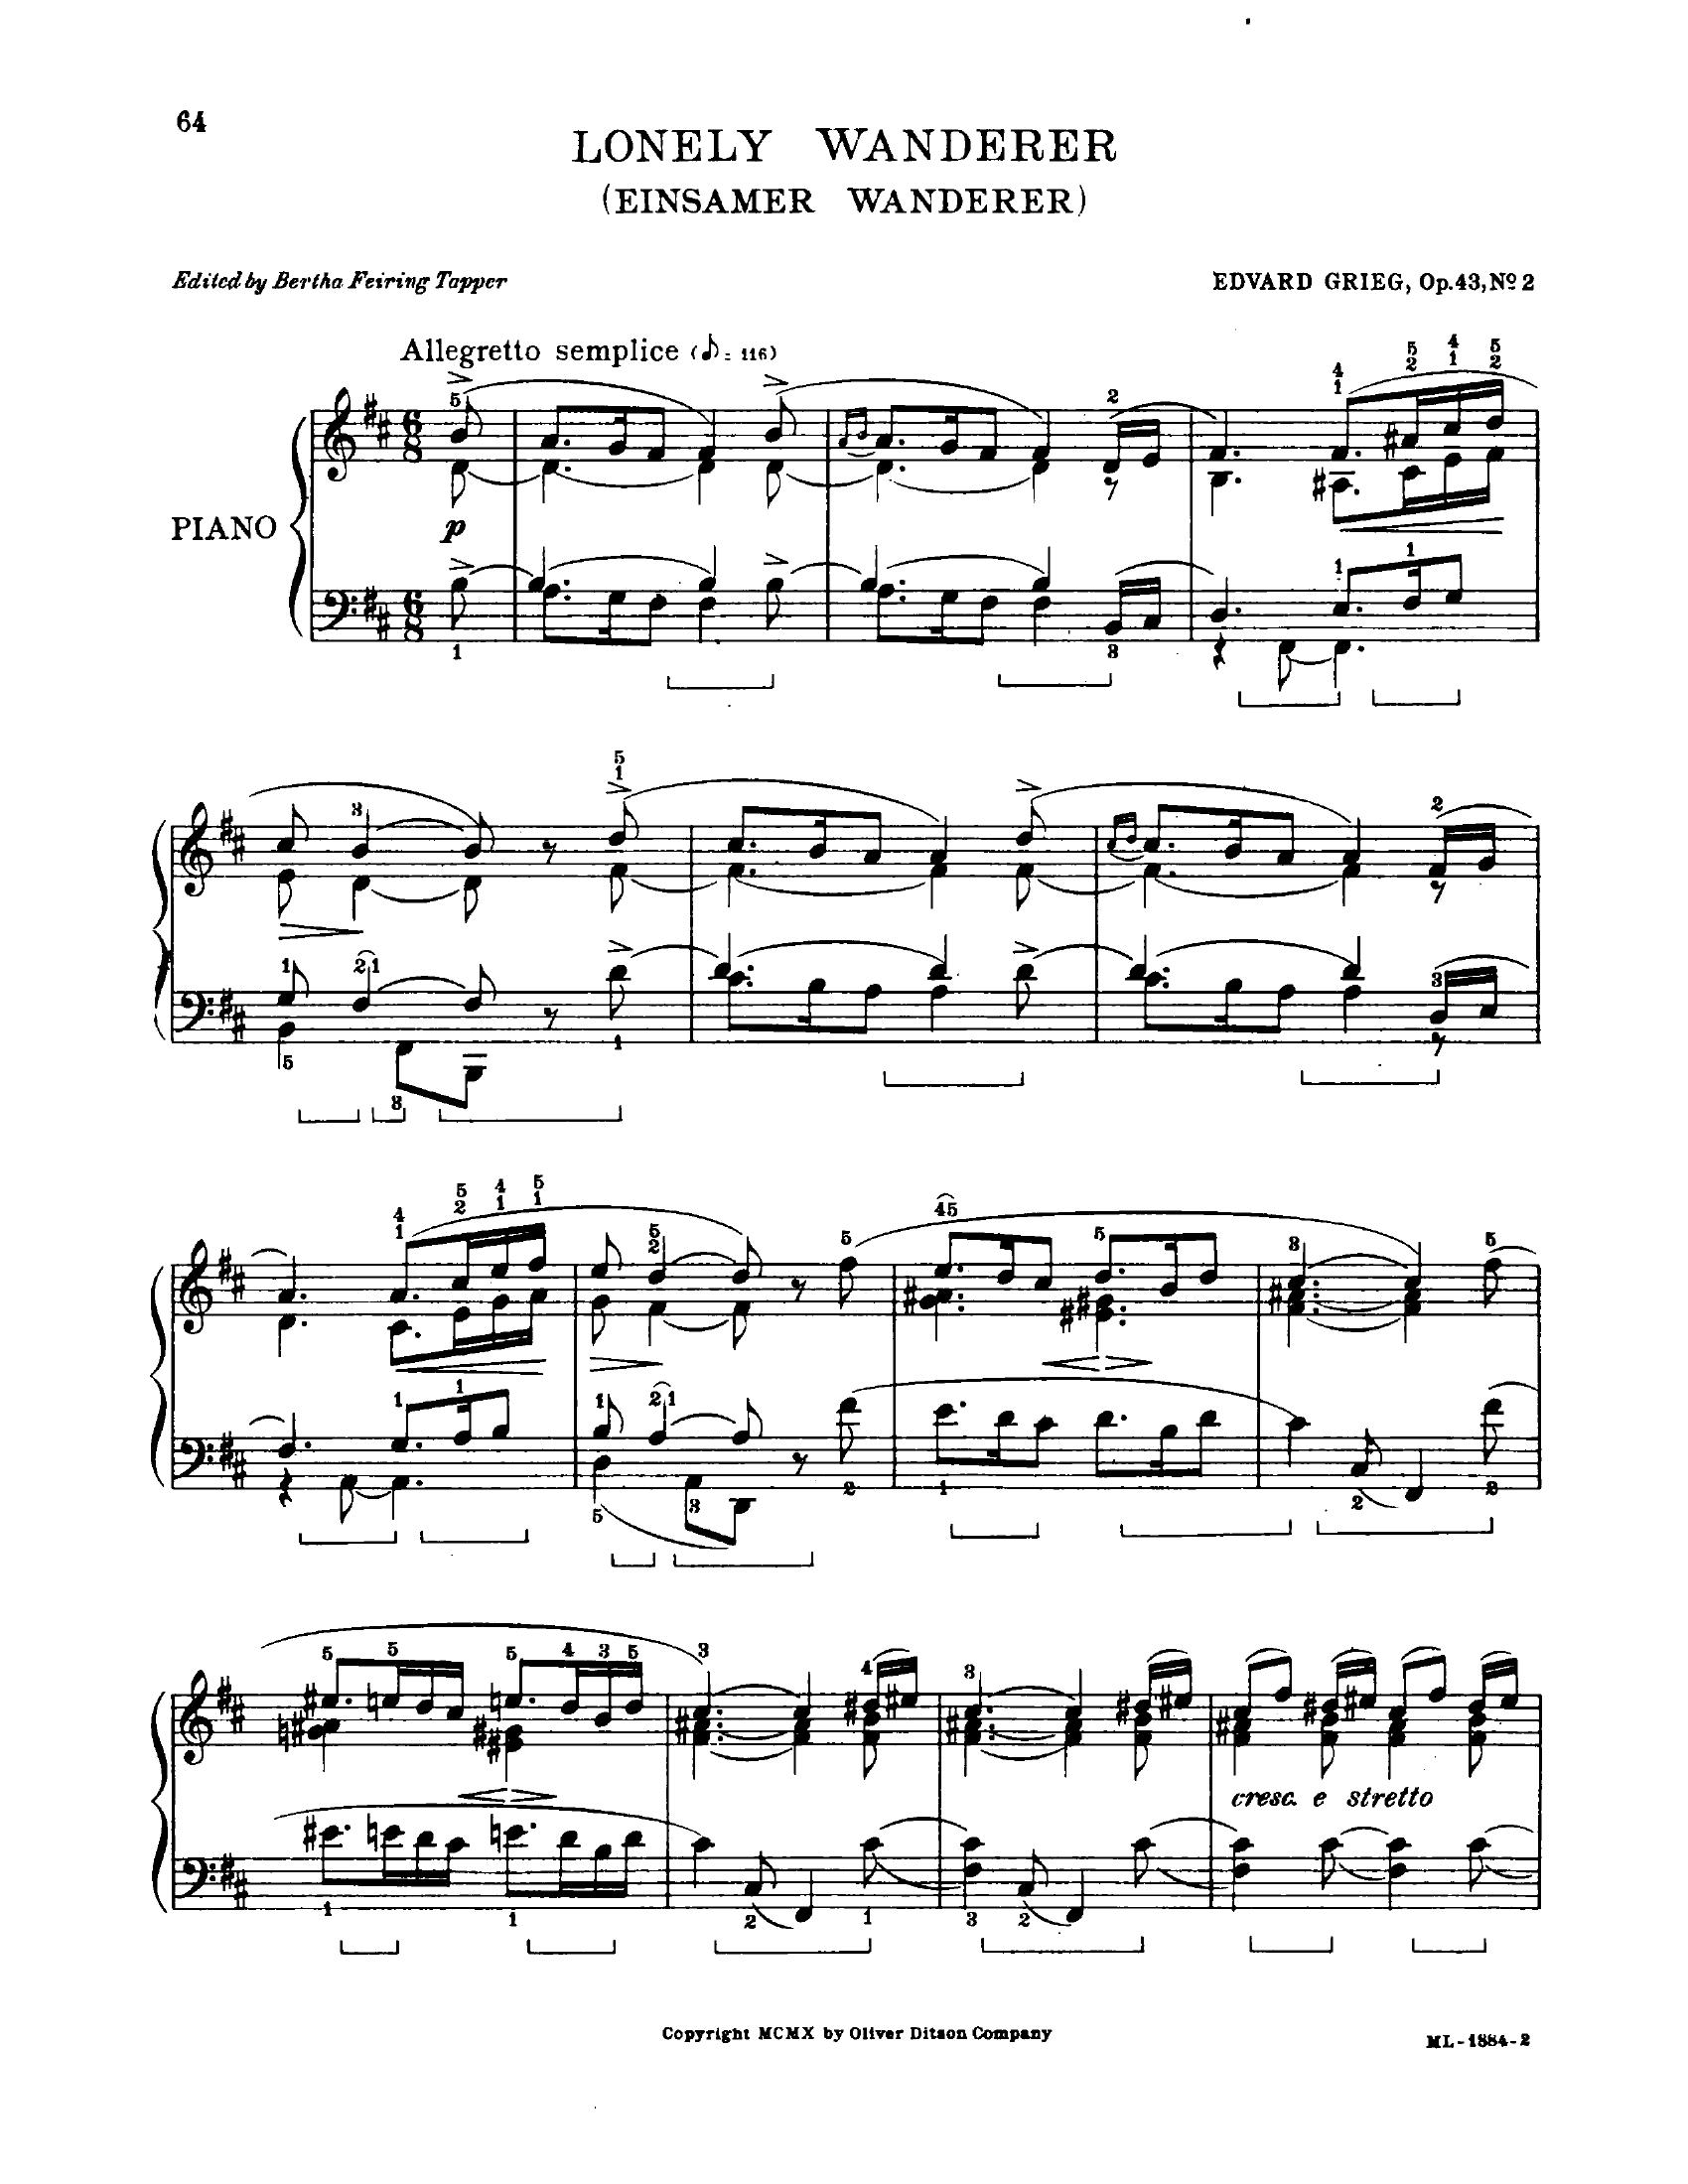 64
LONELY WANDERER
(EINSAMER WANDERER)
Edited by Bertha Feiring Tapper
EDVARD GRIEG, Op. 43, Nº 2
Allegretto semplice (♪= 116)
PIANO
p
cresc. e stretto
Copyright MCMX by Oliver Ditson Company
ML-1384-2